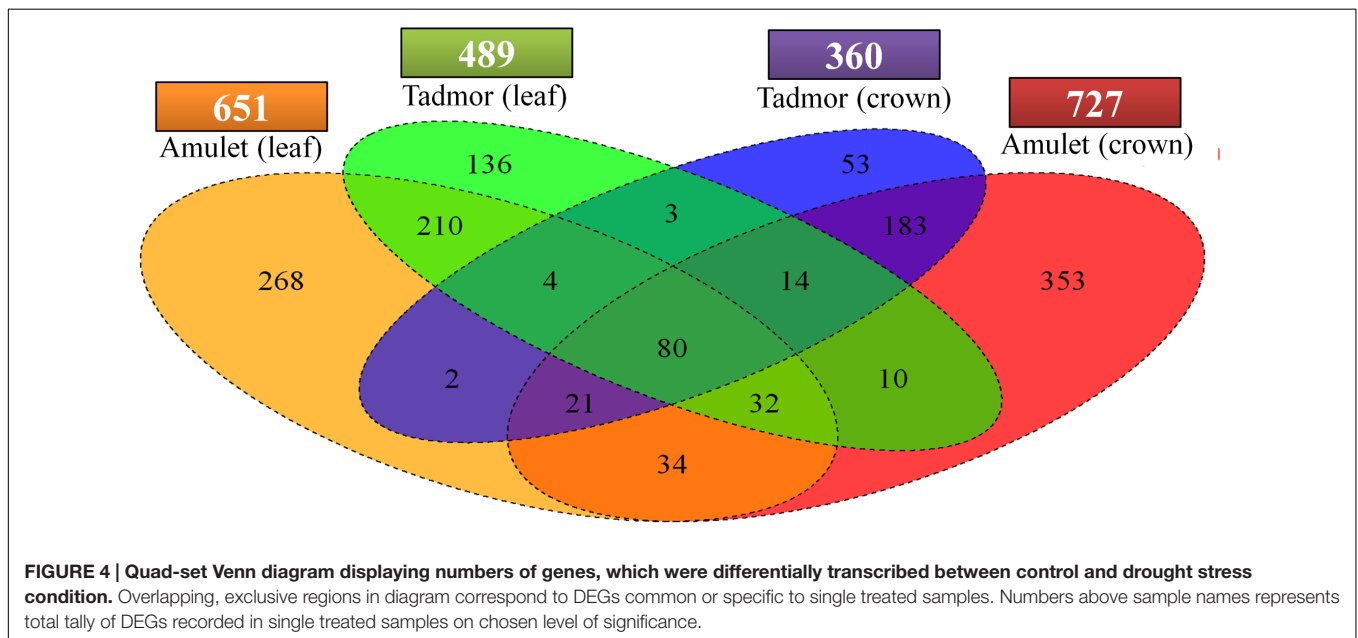 489
Tadmor (leaf)
360
Tadmor (crown)
651
Amulet (leaf)
727
Amulet (crown)
136
53
210
3
183
268
4
14
353
80
2
21
32
10
34
FIGURE 4 | Quad-set Venn diagram displaying numbers of genes, which were differentially transcribed between control and drought stress
condition. Overlapping, exclusive regions in diagram correspond to DEGs common or specific to single treated samples. Numbers above sample names represents
total tally of DEGs recorded in single treated samples on chosen level of significance.